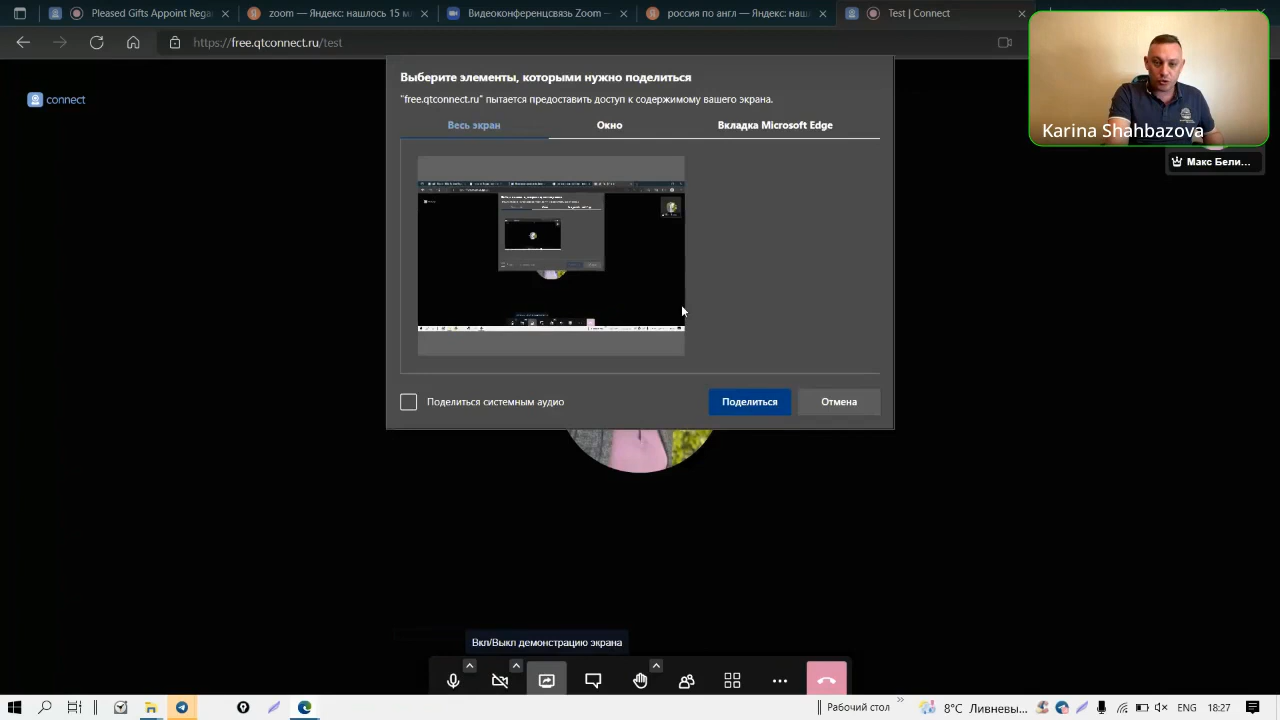 Pleased Gifts Appoint Rega
zoom — Яндекс: нашлось 15 м
Видеоконференцсвязь Zoom —
россия по англ — Яндекс: наш
Test | Connect
https://free.qtconnect.ru/test
connect
Выберите элементы, которыми нужно поделиться
"free.qtconnect.ru" пытается предоставить доступ к содержимому вашего экрана.
Весь экран
Окно
Вкладка Microsoft Edge
Karina Shahbazova
Макс Бели...
Поделиться системным аудио
Поделиться
Отмена
Вкл/Выкл демонстрацию экрана
Рабочий стол
8°C Ливневы...
ENG
18:27